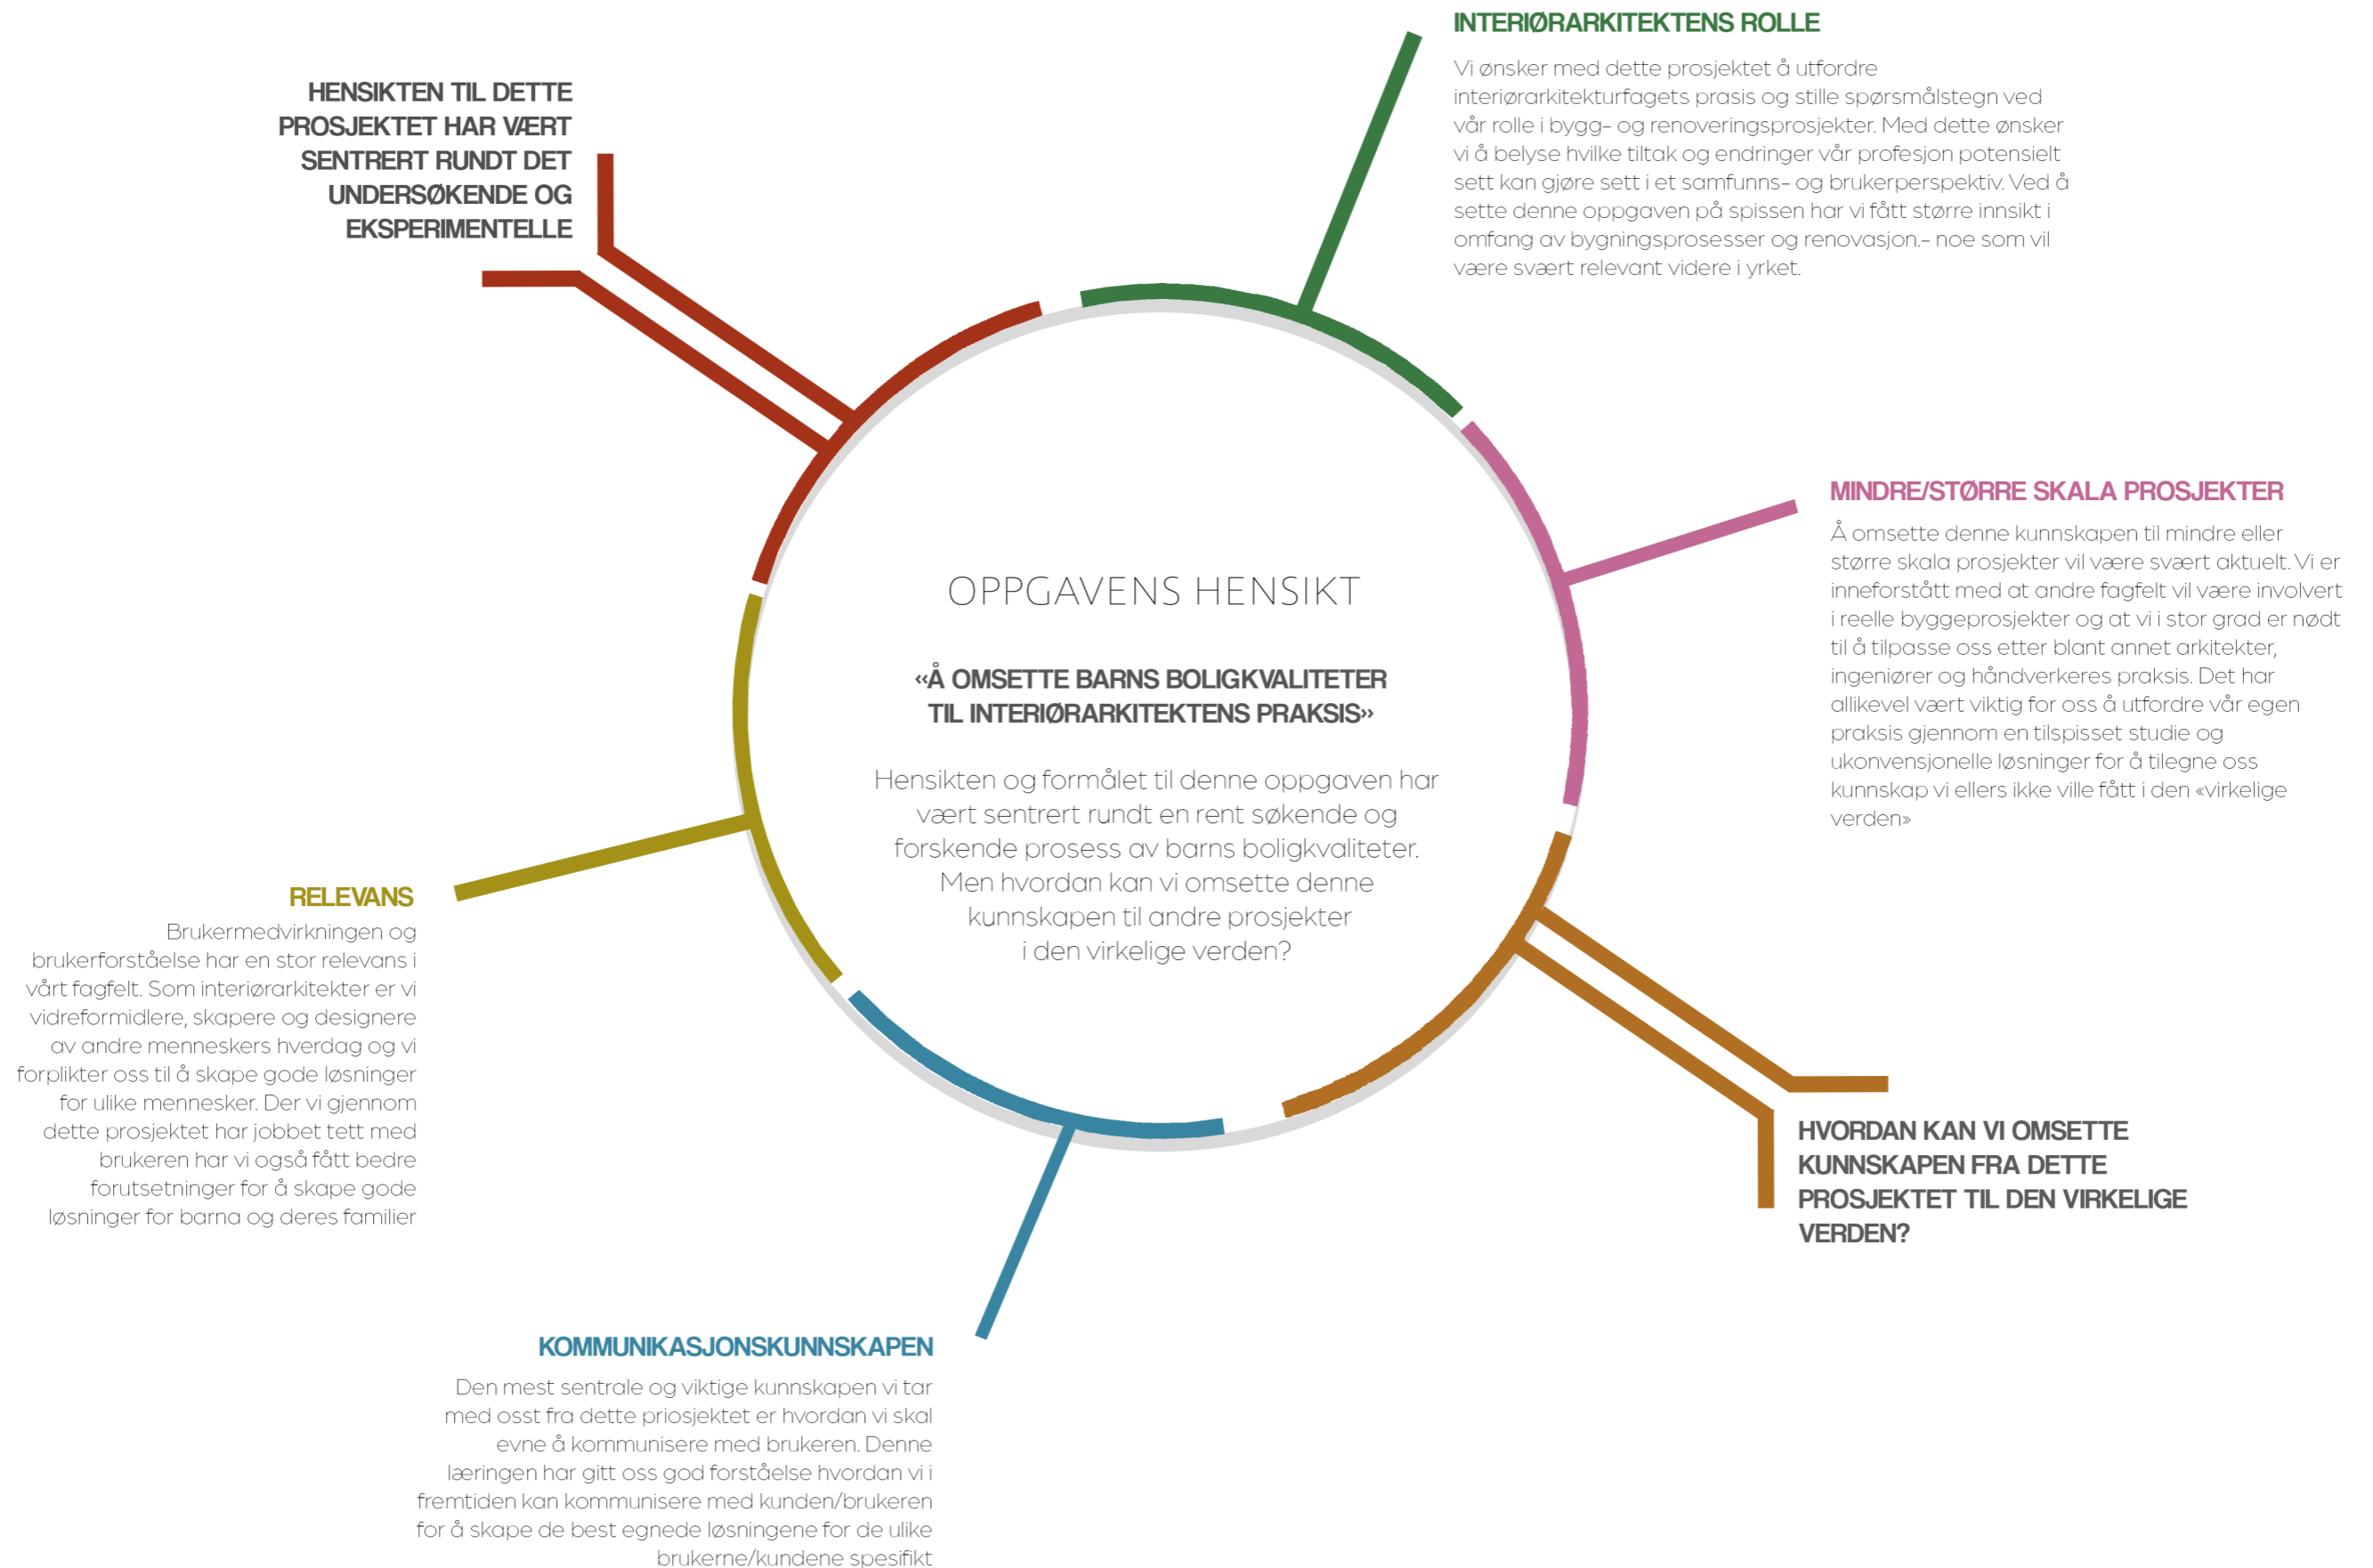 HENSIKTEN TIL DETTE
PROSJEKTET HAR VÆRT
SENTRERT RUNDT DET
UNDERSØKENDE OG
EKSPERIMENTELLE
INTERIØRARKITEKTENS ROLLE
Vi ønsker med dette prosjektet å utfordre
interiørarkitekturfagets prasis og stille spørsmålstegn ved
vår rolle i bygg- og renoveringsprosjekter. Med dette ønsker
vi å belyse hvilke tiltak og endringer vår profesjon potensielt
sett kan gjøre sett i et samfunns- og brukerperspektiv. Ved å
sette denne oppgaven på spissen har vi fått større innsikt i
omfang av bygningsprosesser og renovasjon.- noe som vil
være svært relevant videre i yrket.
MINDRE/STØRRE SKALA PROSJEKTER
Å omsette denne kunnskapen til mindre eller
større skala prosjekter vil være svært aktuelt. Vi er
inneforstått med at andre fagfelt vil være involvert
i reelle byggeprosjekter og at vi i stor grad er nødt
til å tilpasse oss etter blant annet arkitekter,
ingeniører og håndverkeres praksis. Det har
allikevel vært viktig for oss å utfordre vår egen
praksis gjennom en tilspisset studie og
ukonvensjonelle løsninger for å tilegne oss
kunnskap vi ellers ikke ville fått i den «virkelige
verden»
OPPGAVENS HENSIKT
«Å OMSETTE BARNS BOLIGKVALITETER
TIL INTERIØRARKITEKTENS PRAKSIS»
Hensikten og formålet til denne oppgaven har
vært sentrert rundt en rent søkende og
forskende prosess av barns boligkvaliteter.
Men hvordan kan vi omsette denne
kunnskapen til andre prosjekter
i den virkelige verden?
RELEVANS
Brukermedvirkningen og
brukerforståelse har en stor relevans i
vårt fagfelt. Som interiørarkitekter er vi
vidreformidlere, skapere og designere
av andre menneskers hverdag og vi
forplikter oss til å skape gode løsninger
for ulike mennesker. Der vi gjennom
dette prosjektet har jobbet tett med
brukeren har vi også fått bedre
forutsetninger for å skape gode
løsninger for barna og deres familier
HVORDAN KAN VI OMSETTE
KUNNSKAPEN FRA DETTE
PROSJEKTET TIL DEN VIRKELIGE
VERDEN?
KOMMUNIKASJONSKUNNSKAPEN
Den mest sentrale og viktige kunnskapen vi tar
med osst fra dette priosjektet er hvordan vi skal
evne å kommunisere med brukeren. Denne
læringen har gitt oss god forståelse hvordan vi i
fremtiden kan kommunisere med kunden/brukeren
for å skape de best egnede løsningene for de ulike
brukerne/kundene spesifikt